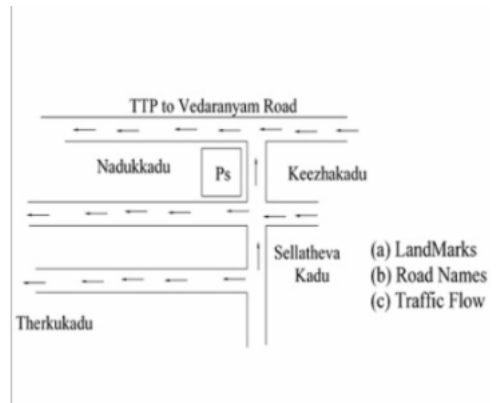 TTP to Vedaranyam Road
Nadukkadu
Ps
Keezhakadu
Sellatheva
Kadu
(a) LandMarks
(b) Road Names
(c) Traffic Flow
Therkukadu